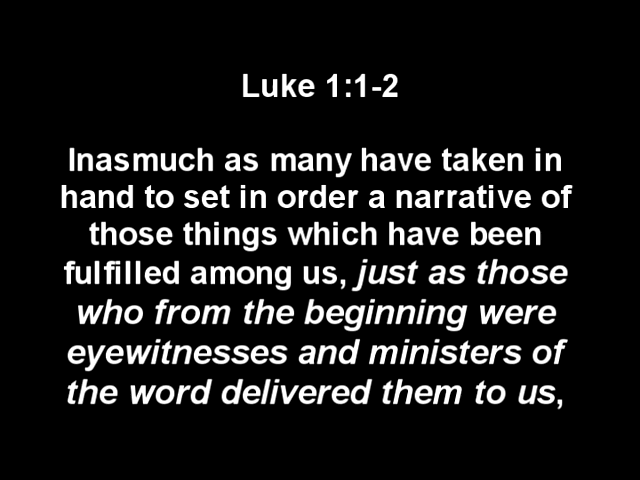 Luke 1:1-2
Inasmuch as many have taken in
hand to set in order a narrative of
those things which have been
fulfilled among us, just as those
who from the beginning were
eyewitnesses and ministers of
the word delivered them to us,